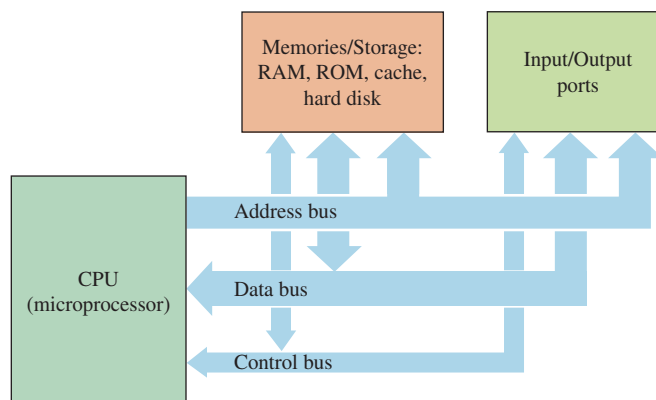 Memories/Storage:
RAM, ROM, cache,
hard disk
Input/Output
ports
Address bus
CPU
(microprocessor)
Data bus
Control bus